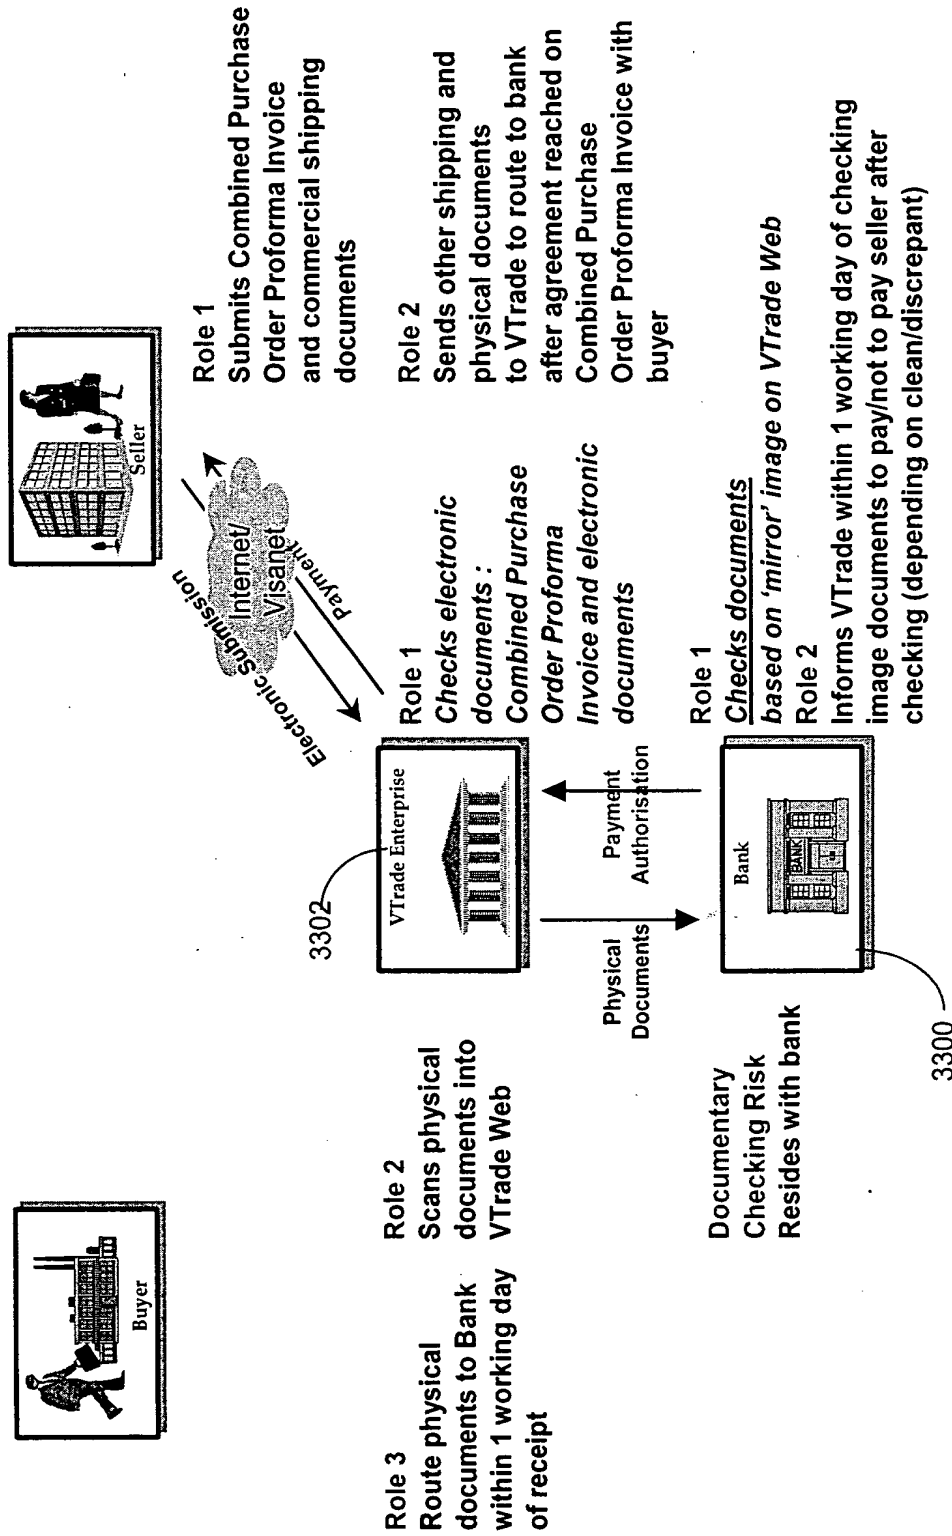 Buyer
Seller
Role 1
Submits Combined Purchase
Order Proforma Invoice
and commercial shipping
documents
Electronic Submission
Internet/
Visanet
Payment
Role 2
Sends other shipping and
physical documents
to VTrade to route to bank
after agreement reached on
Combined Purchase
Order Proforma Invoice with
buyer
3302
VTrade Enterprise
Role 1
Checks electronic
documents :
Combined Purchase
Order Proforma
Invoice and electronic
documents
Role 2
Scans physical
documents into
VTrade Web
Role 3
Route physical
documents to Bank
within 1 working day
of receipt
Physical
Documents
Payment
Authorisation
Bank
BANK
3300
Documentary
Checking Risk
Resides with bank
Role 1
Checks documents
based on 'mirror' image on VTrade Web
Role 2
Informs VTrade within 1 working day of checking
image documents to pay/not to pay seller after
checking (depending on clean/discrepant)